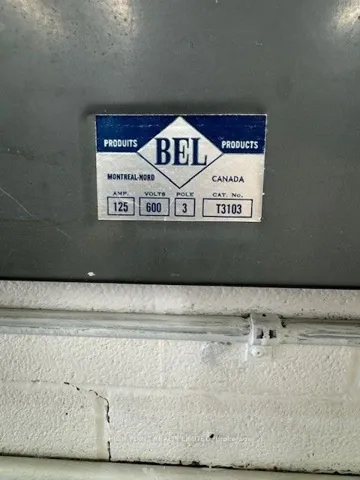 PRODUITS BEL PRODUCTS
MONTREAL-NORD CANADA
AMP. VOLTS POLE CAT. No.
125 600 3 T3103